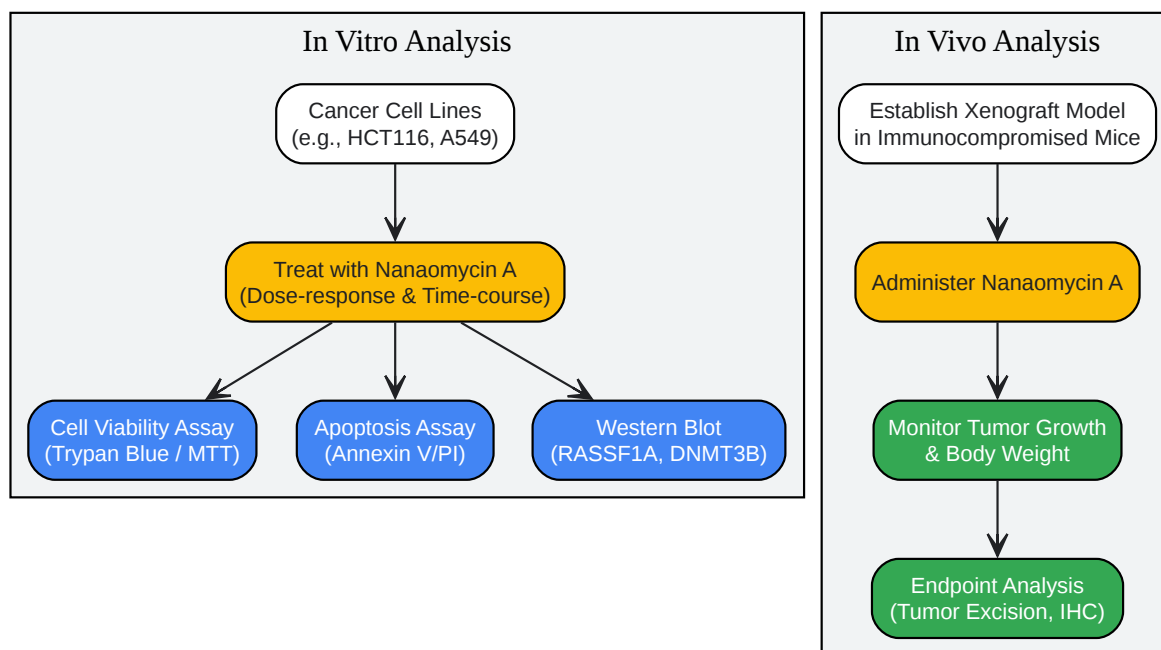 In Vitro Analysis
Cancer Cell Lines
(e.g., HCT116, A549)
Treat with Nanaomycin A
(Dose-response & Time-course)
Cell Viability Assay
(Trypan Blue / MTT)
Apoptosis Assay
(Annexin V/PI)
Western Blot
(RASSF1A, DNMT3B)
In Vivo Analysis
Establish Xenograft Model
in Immunocompromised Mice
Administer Nanaomycin A
Monitor Tumor Growth
& Body Weight
Endpoint Analysis
(Tumor Excision, IHC)